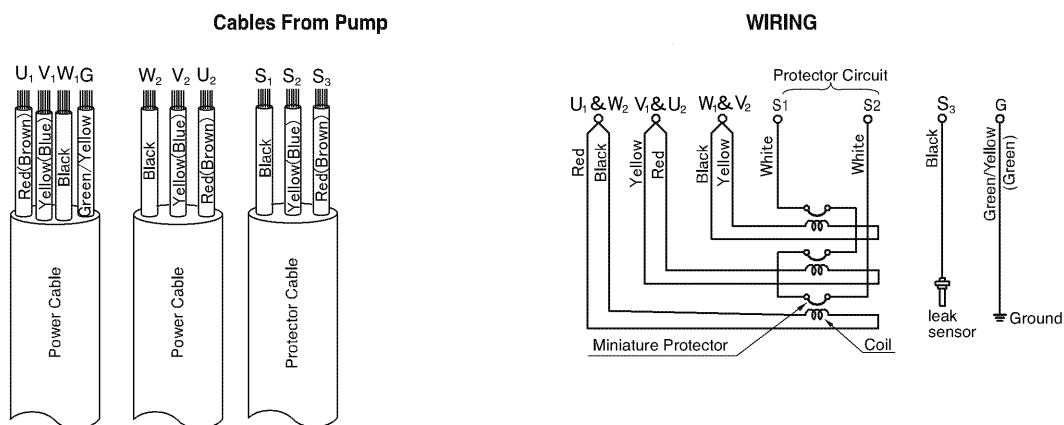 Cables From Pump
U₁ V₁ W₁ G
W₂ V₂ U₂
S₁ S₂ S₃
Red(Brown)
Yellow(Blue)
Black
Green/Yellow
Black
Yellow(Blue)
Red(Brown)
Black
Yellow(Blue)
Red(Brown)
Power Cable
Power Cable
Protector Cable
WIRING
Protector Circuit
U₁&W₂ V₁&U₂ W₁&V₂ S1 S2 S₃ G
Red
Black
Yellow
Red
Black
Yellow
White
White
Black
Green/Yellow
(Green)
leak
sensor
Ground
Miniature Protector
Coil